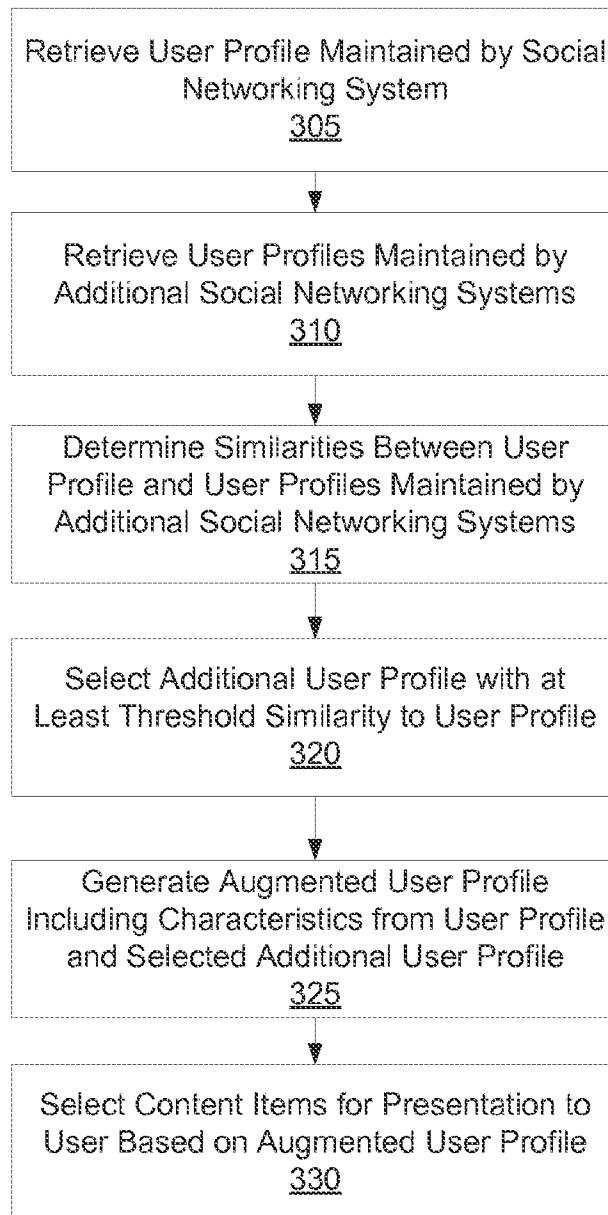 Retrieve User Profile Maintained by Social
Networking System
305
Retrieve User Profiles Maintained by
Additional Social Networking Systems
310
Determine Similarities Between User
Profile and User Profiles Maintained by
Additional Social Networking Systems
315
Select Additional User Profile with at
Least Threshold Similarity to User Profile
320
Generate Augmented User Profile
Including Characteristics from User Profile
and Selected Additional User Profile
325
Select Content Items for Presentation to
User Based on Augmented User Profile
330